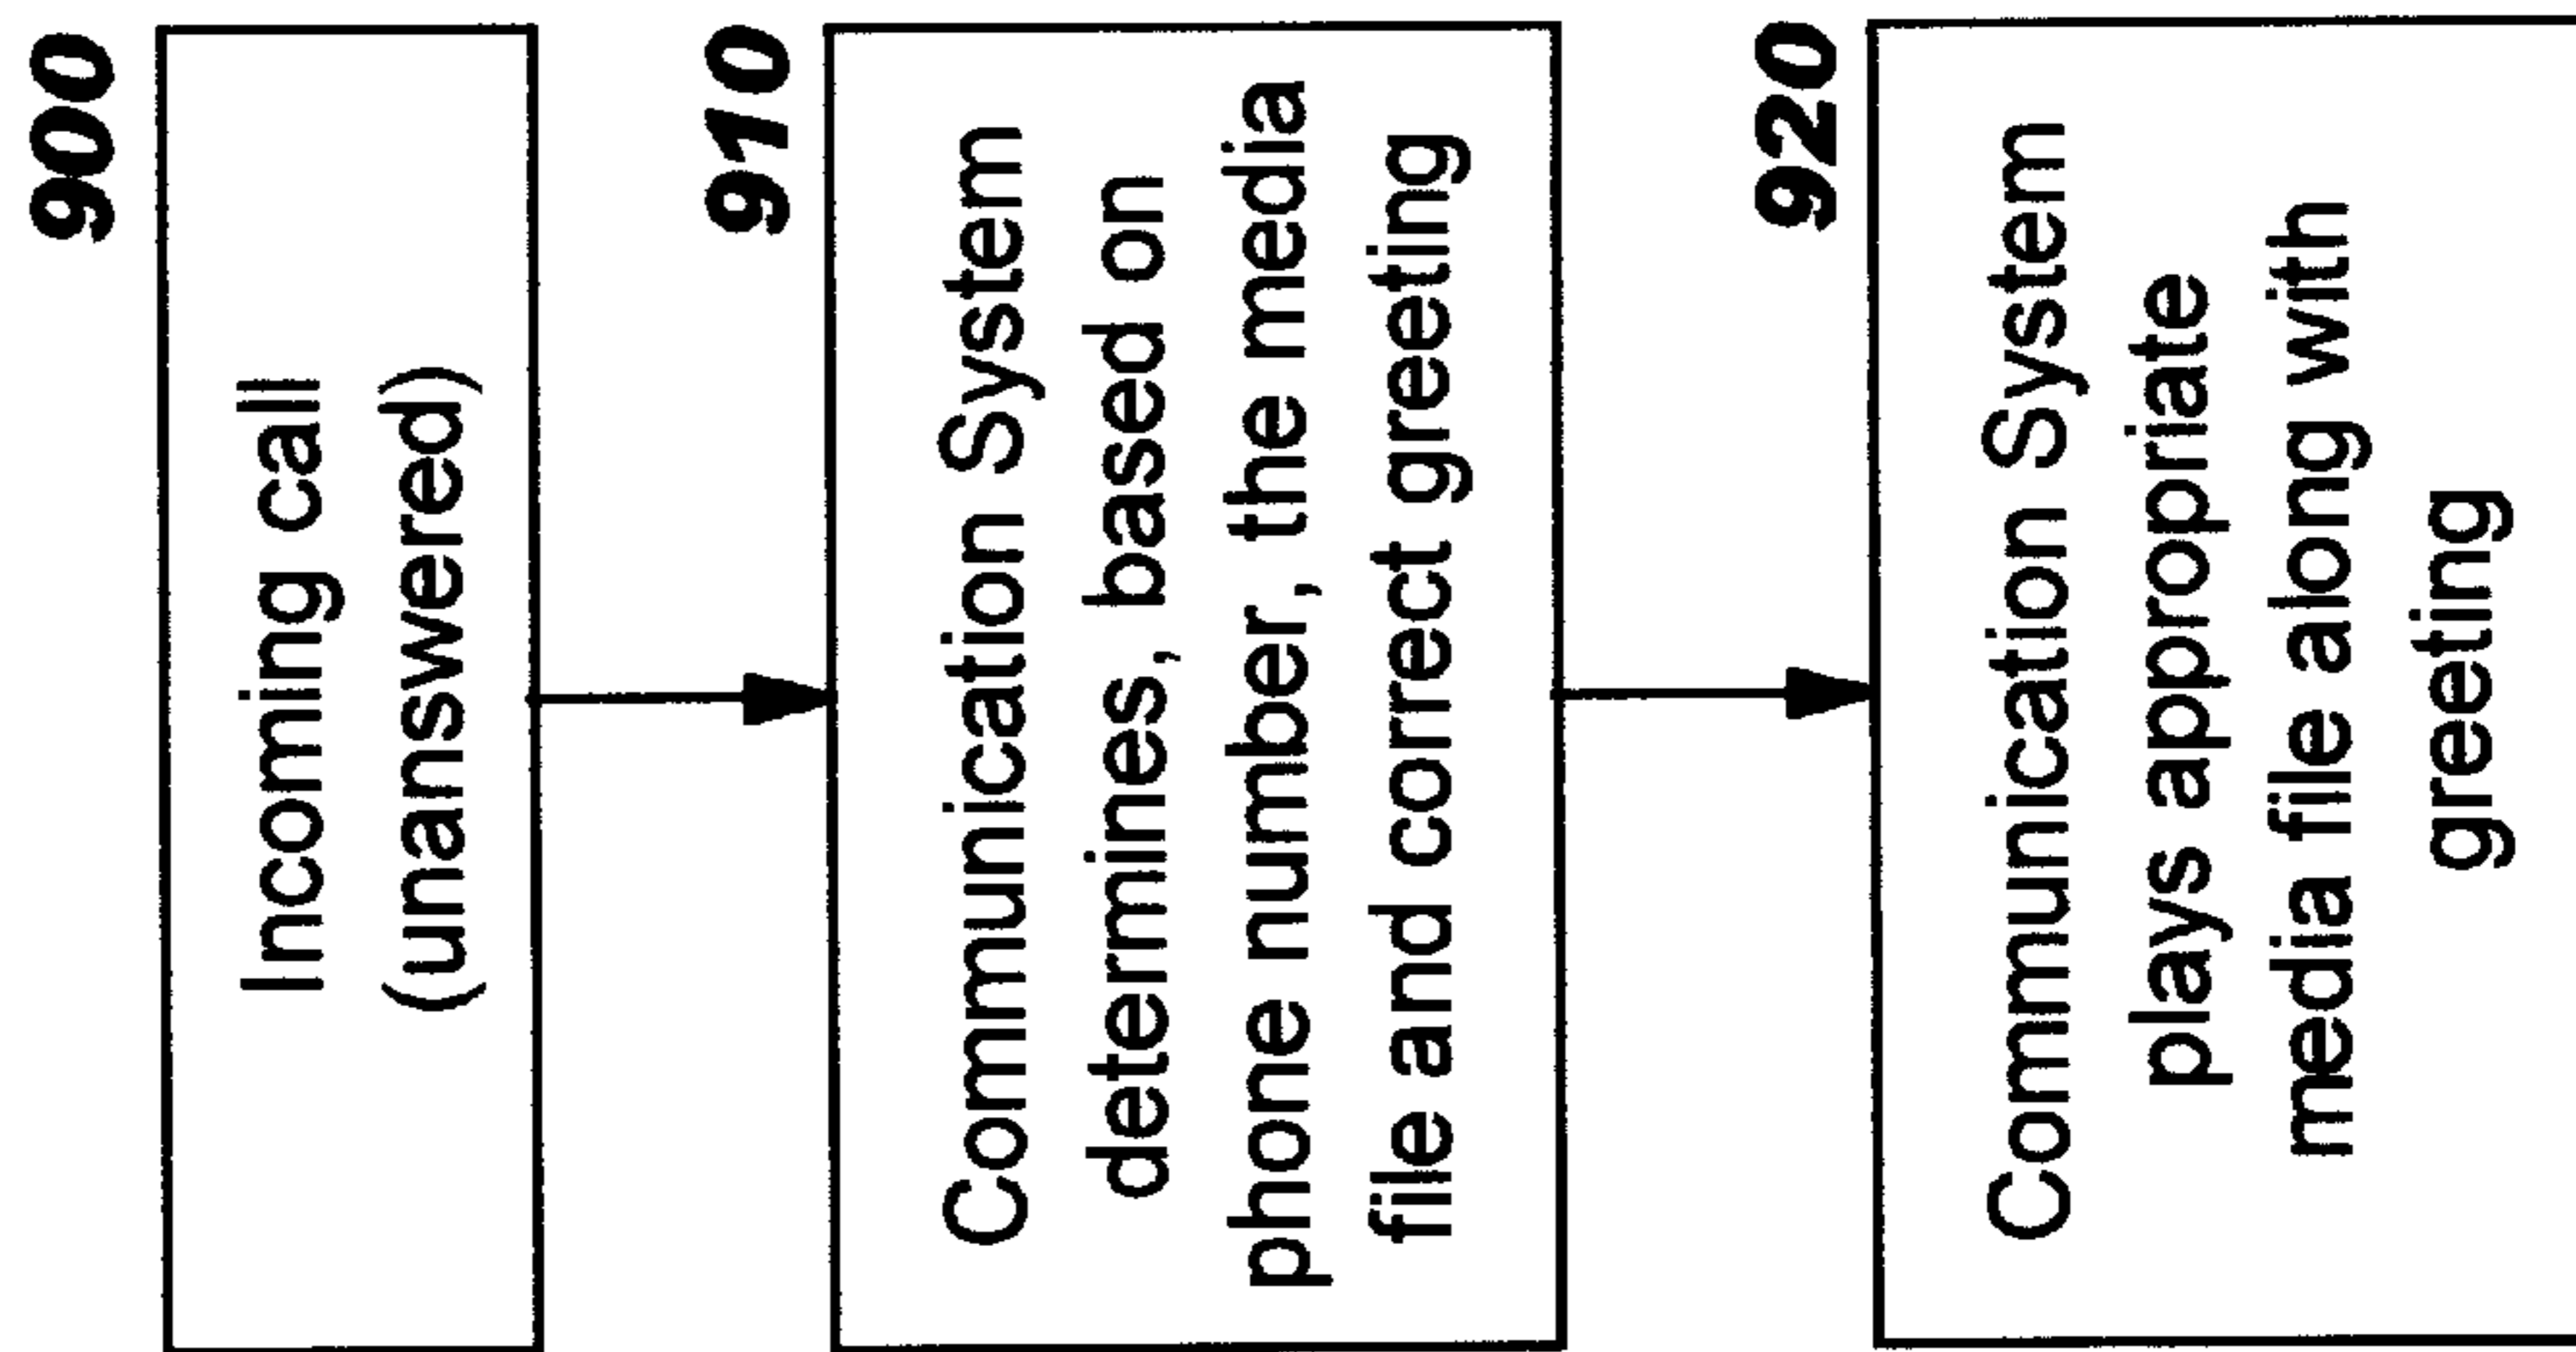 900
Incoming call
(unanswered)
910
Communication System
determines, based on
phone number, the media
file and correct greeting
920
Communication System
plays appropriate
media file along with
greeting